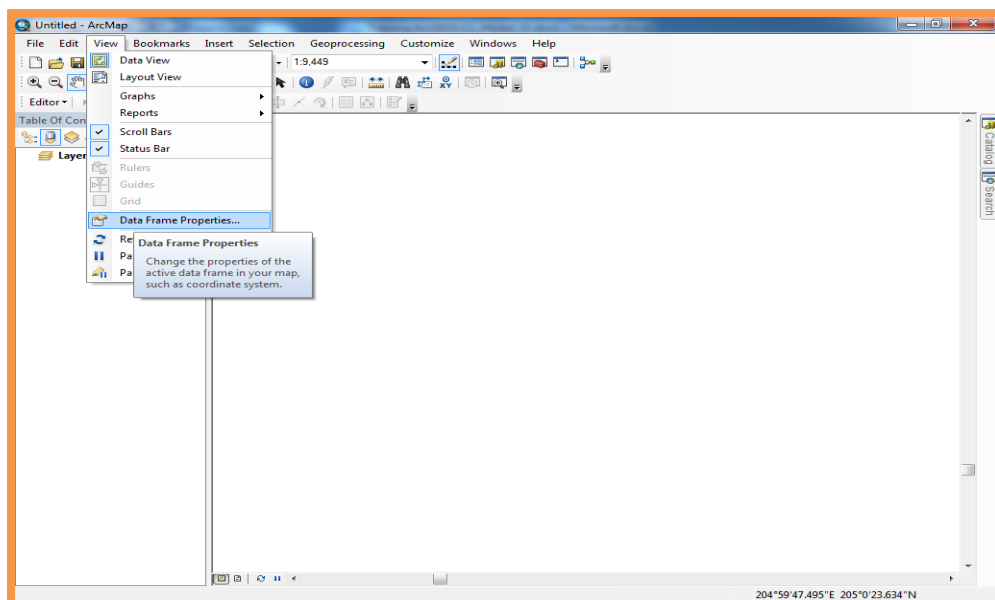 Untitled - ArcMap
File Edit View Bookmarks Insert Selection Geoprocessing Customize Windows Help
Data View
1:9,449
Layout View
Graphs
Editor
Reports
Table Of Con
Scroll Bars
Status Bar
Layer
Rulers
Guides
Grid
Data Frame Properties...
Re
Data Frame Properties
Pa
Change the properties of the
Pa
active data frame in your map,
such as coordinate system.
Catalog
Search
204°59'47.495"E 205°0'23.634"N